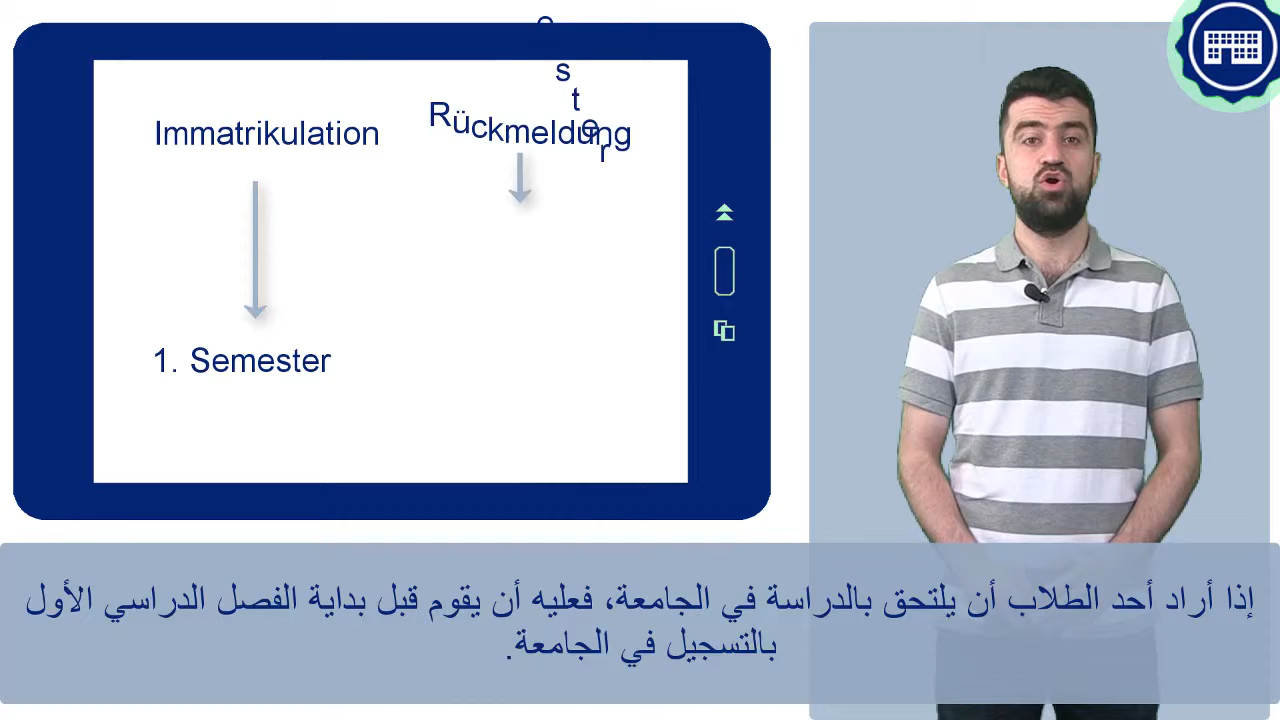 Immatrikulation
Rückmeldung
1. Semester
إذا أراد أحد الطلاب أن يلتحق بالدراسة في الجامعة، فعليه أن يقوم قبل بداية الفصل الدراسي الأول
بالتسجيل في الجامعة.